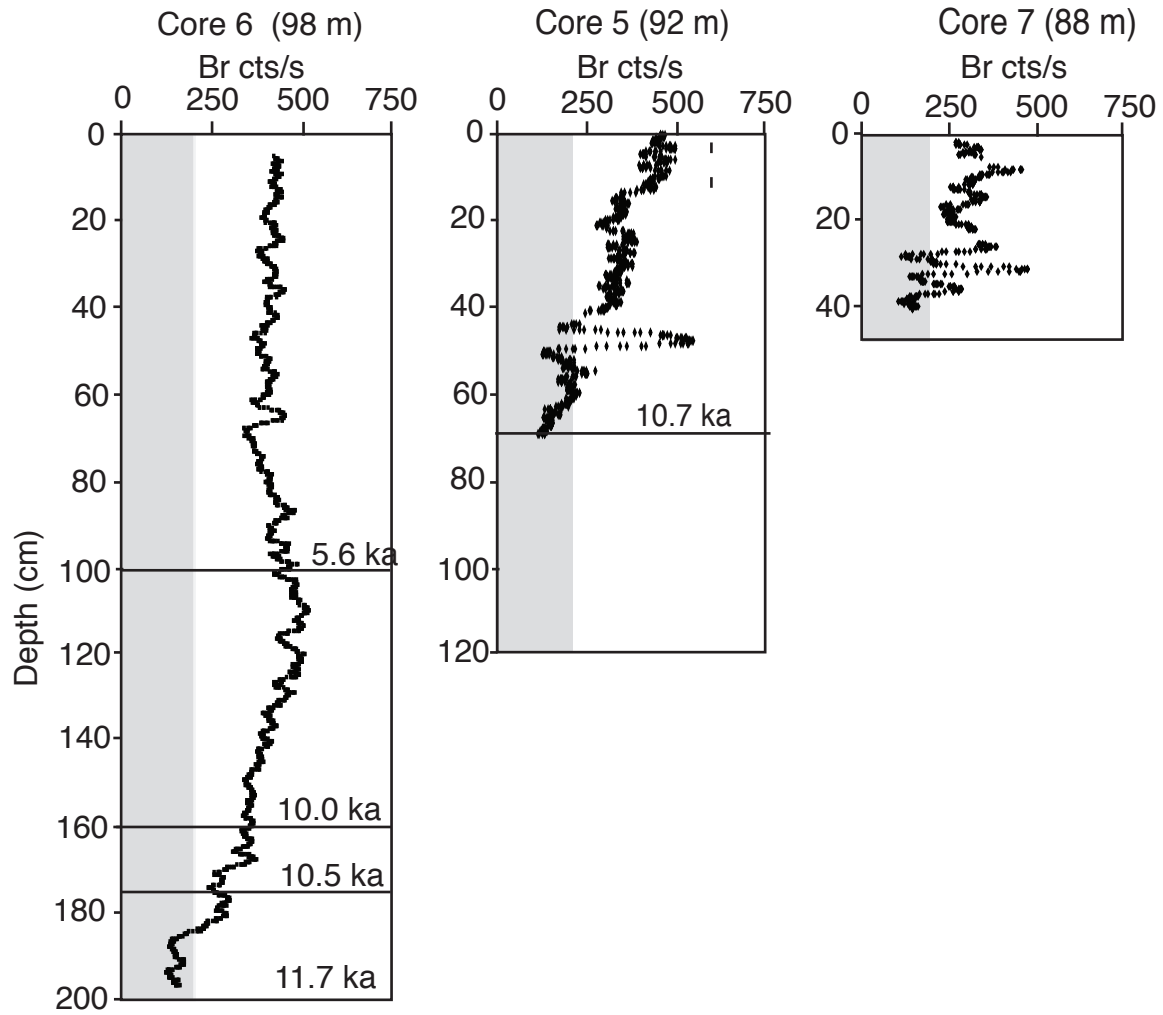 Core 6 (98 m)
Br cts/s
0 250 500 750
0
20
40
60
80
100
120
140
160
180
200
Depth (cm)
5.6 ka
10.0 ka
10.5 ka
11.7 ka
Core 5 (92 m)
Br cts/s
0 250 500 750
0
20
40
60
80
100
120
10.7 ka
Core 7 (88 m)
Br cts/s
0 250 500 750
0
20
40